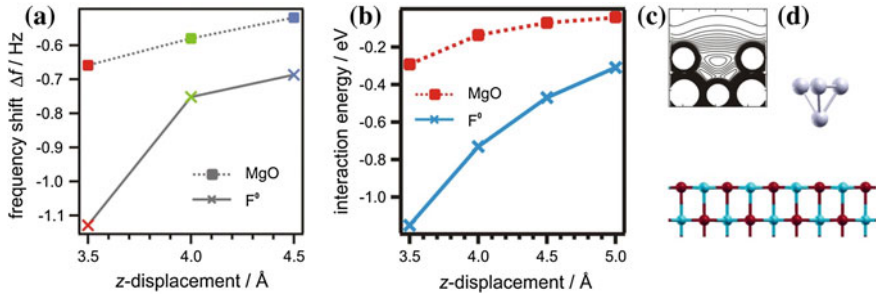 (a)
frequency shift Δf / Hz
-0.6
-0.7
-0.8
-0.9
-1.0
-1.1
MgO
F⁰
3.5
4.0
4.5
z-displacement / Å
(b)
interaction energy / eV
-0.2
-0.4
-0.6
-0.8
-1.0
MgO
F⁰
3.5
4.0
4.5
5.0
z-displacement / Å
(c)
(d)